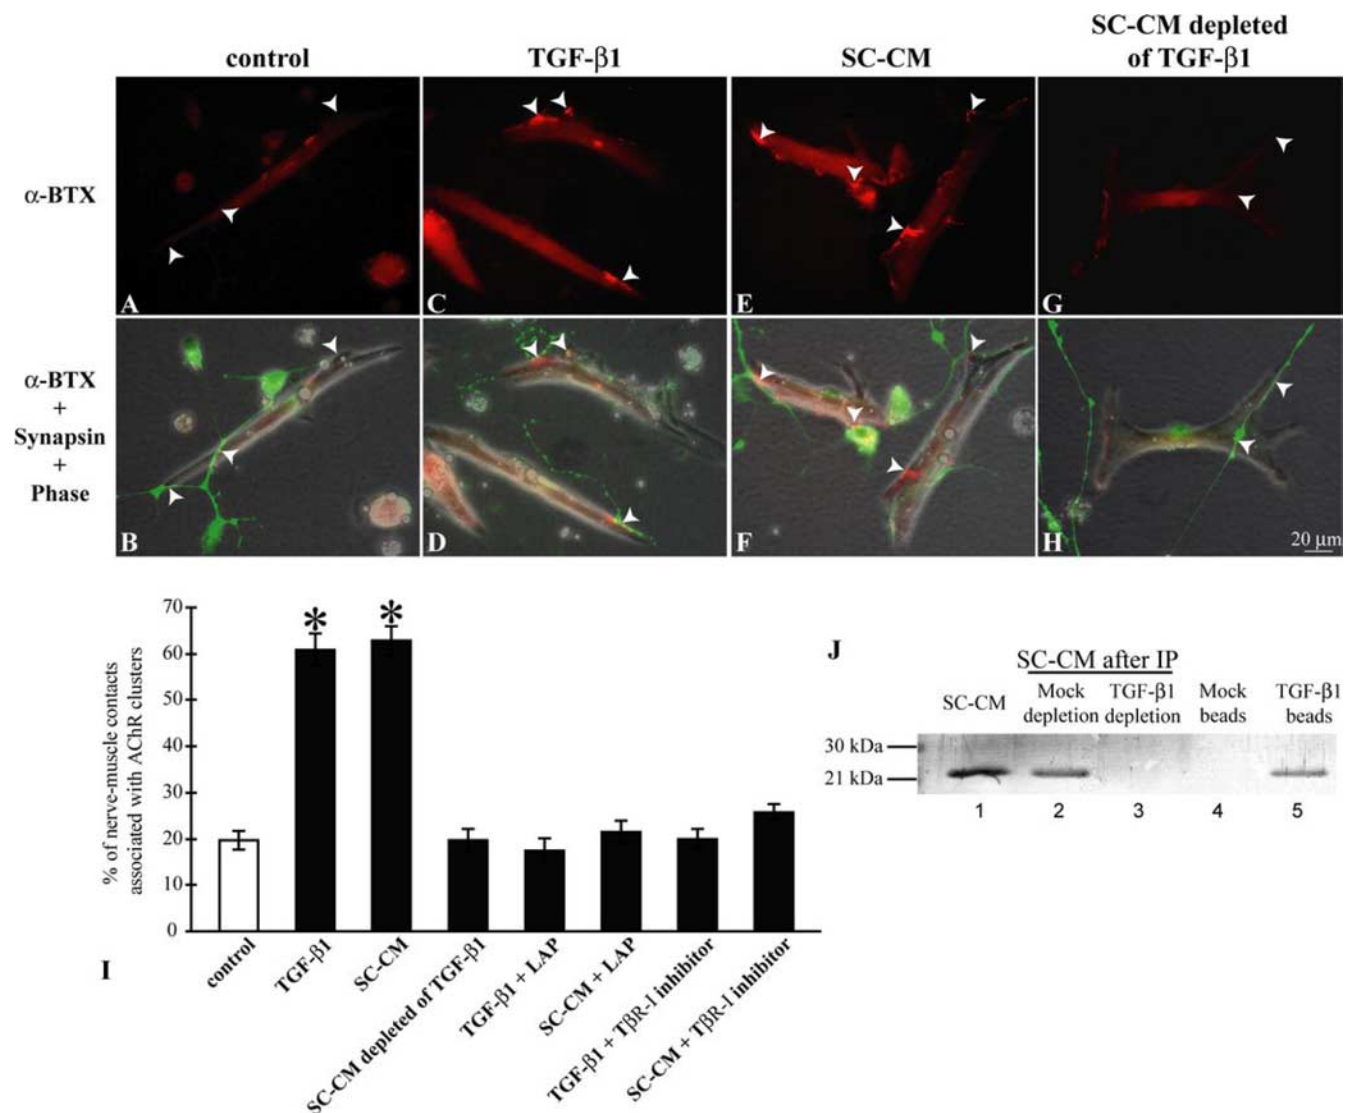 SC-CM depleted
control TGF-β1 SC-CM of TGF-β1
α-BTX
A C E G
α-BTX
+
Synapsin
+
Phase
B D F H
20 μm
70
60
50
40
30
20
10
0
% of nerve-muscle contacts
associated with AChR clusters
* *
control
TGF-β1
SC-CM
SC-CM depleted of TGF-β1
TGF-β1 + LAP
SC-CM + LAP
TGF-β1 + TβR-I inhibitor
SC-CM + TβR-I inhibitor
I
J
SC-CM after IP
SC-CM Mock TGF-β1 Mock TGF-β1
depletion depletion beads beads
30 kDa
21 kDa
1 2 3 4 5